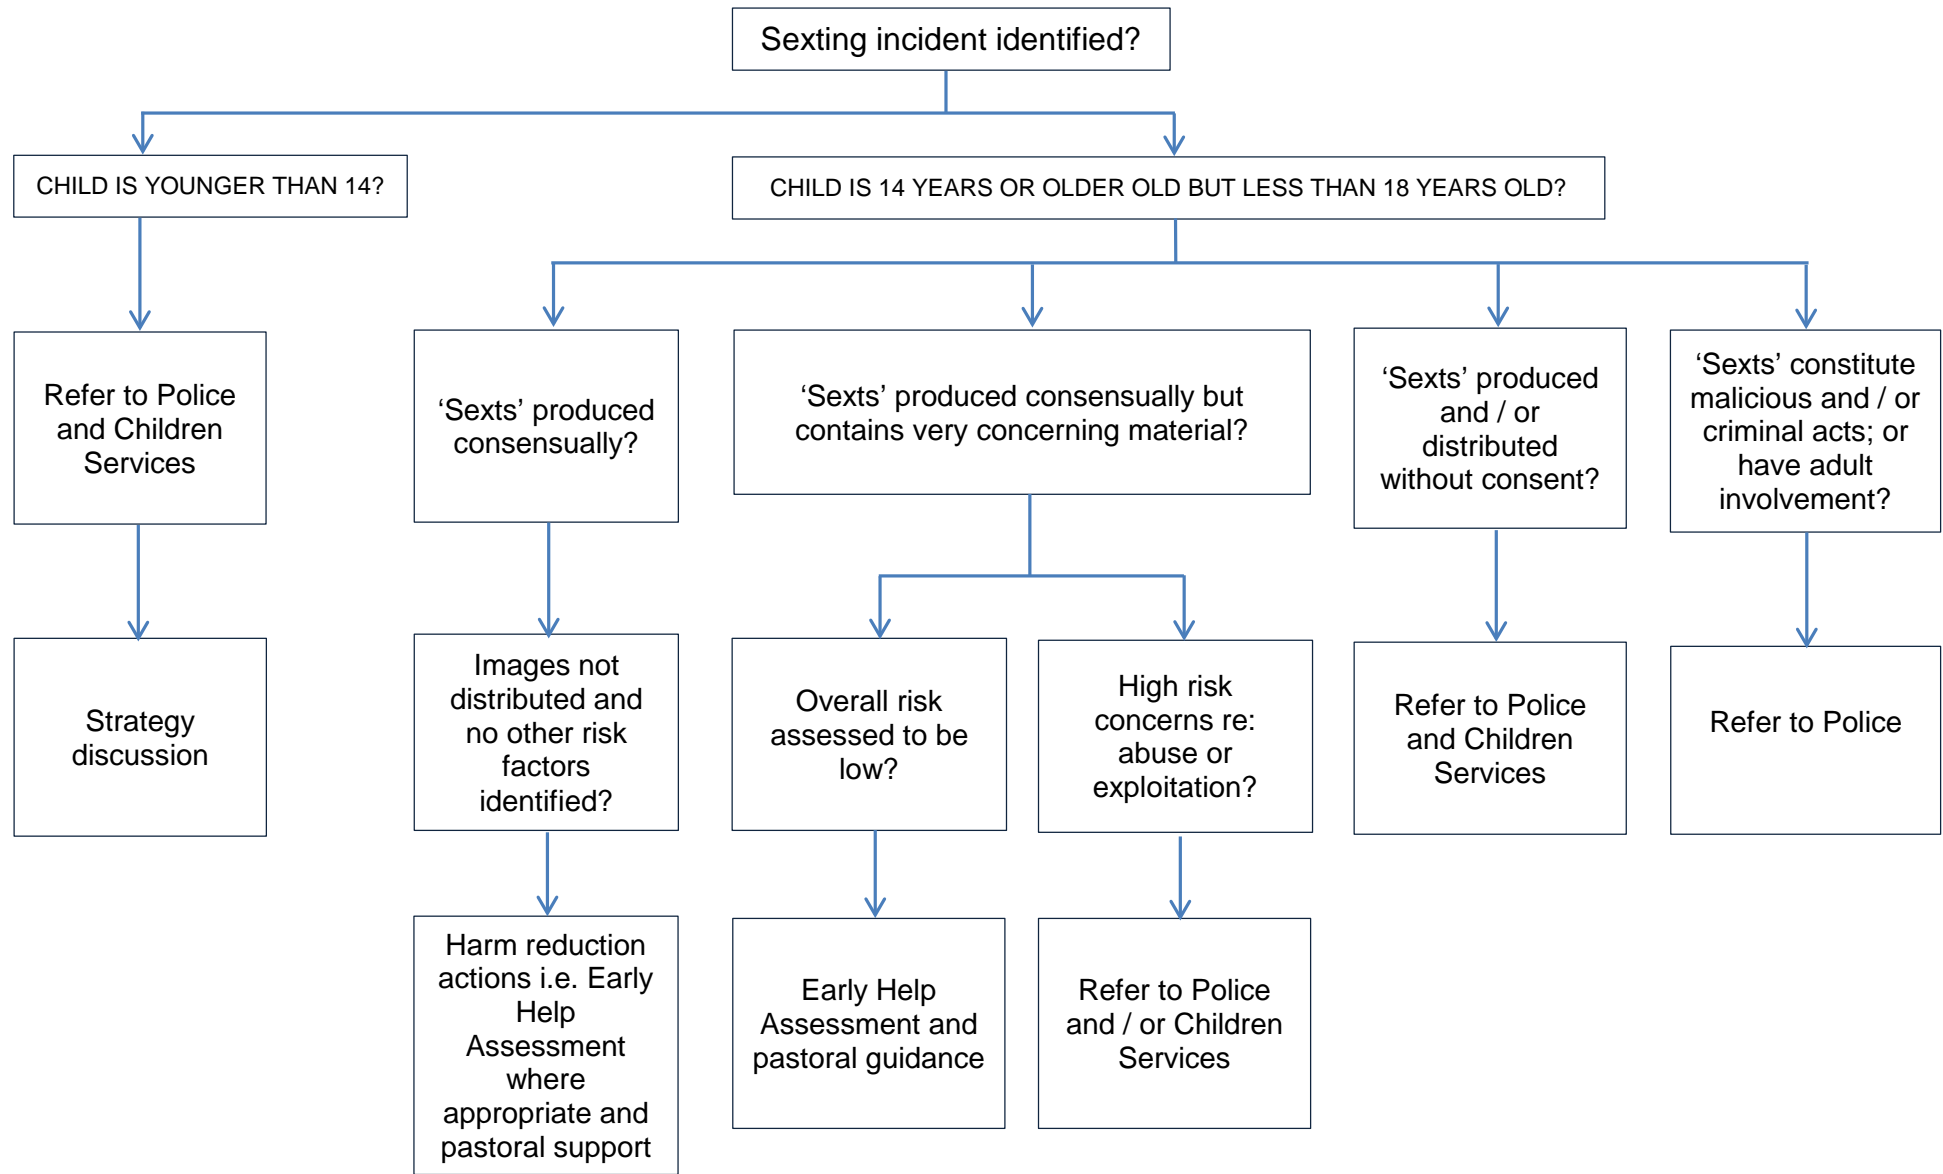 Sexting incident identified?
CHILD IS YOUNGER THAN 14?
CHILD IS 14 YEARS OR OLDER OLD BUT LESS THAN 18 YEARS OLD?
Refer to Police
and Children
Services
‘Sexts’ produced
consensually?
‘Sexts’ produced consensually but
contains very concerning material?
‘Sexts’ produced
and / or
distributed
without consent?
‘Sexts’ constitute
malicious and / or
criminal acts; or
have adult
involvement?
Strategy
discussion
Images not
distributed and
no other risk
factors
identified?
Overall risk
assessed to be
low?
High risk
concerns re:
abuse or
exploitation?
Refer to Police
and Children
Services
Refer to Police
Harm reduction
actions i.e. Early
Help
Assessment
where
appropriate and
pastoral support
Early Help
Assessment and
pastoral guidance
Refer to Police
and / or Children
Services